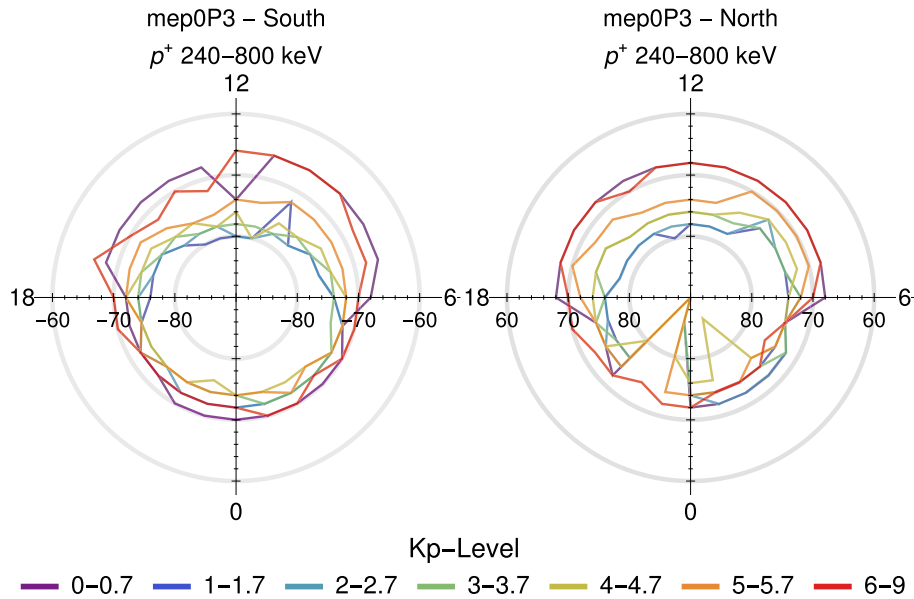 mep0P3 – South
p+ 240–800 keV
12
18
6
−60 −70 −80
−80 −70 −60
0
mep0P3 – North
p+ 240–800 keV
12
18
6
60 70 80
80 70 60
0
Kp–Level
0–0.7 1–1.7 2–2.7 3–3.7 4–4.7 5–5.7 6–9